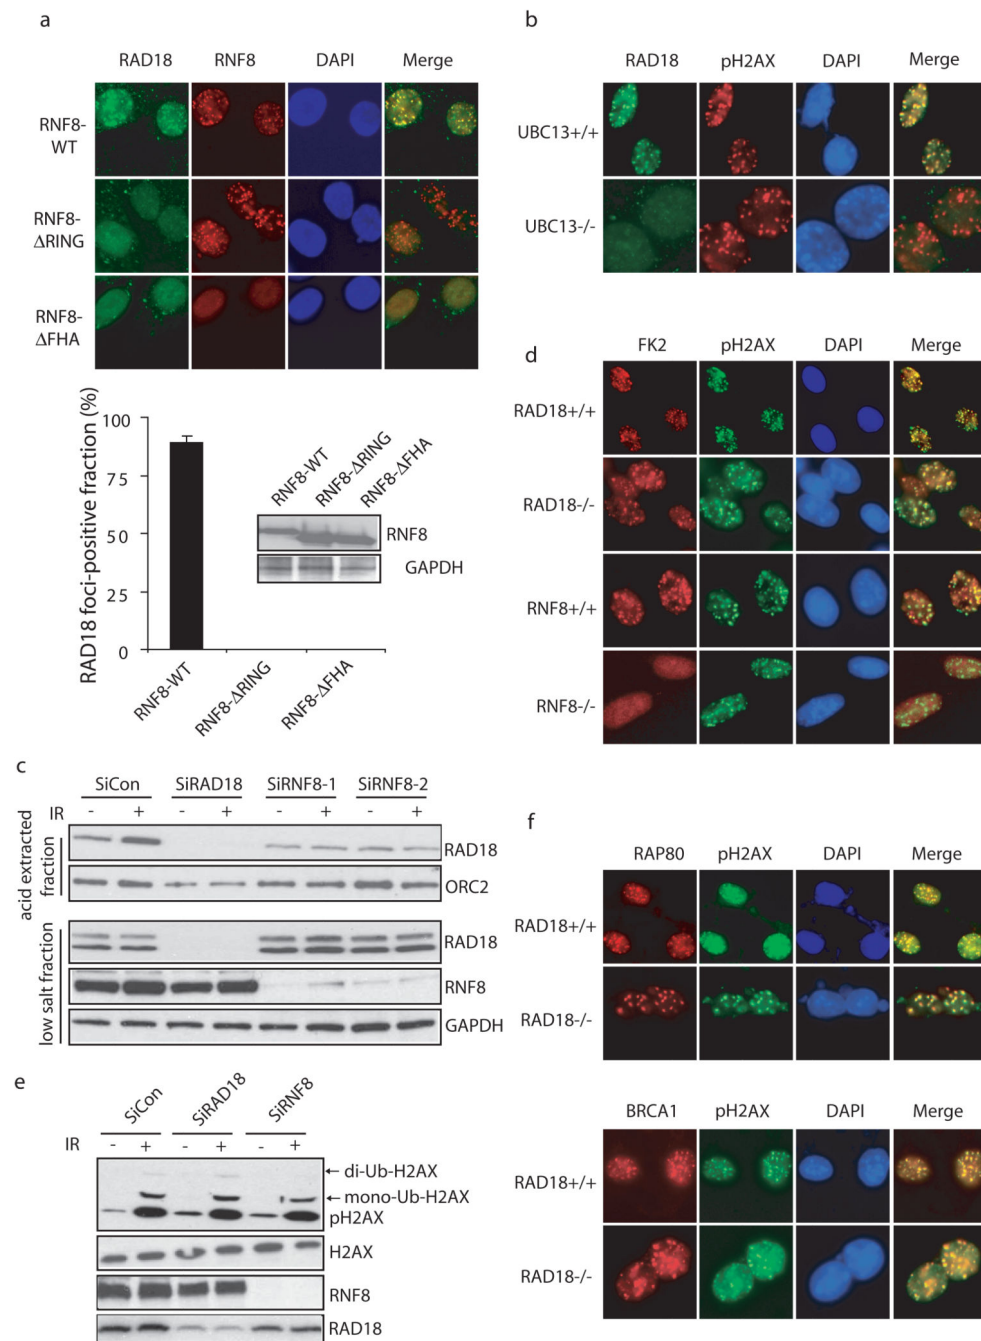 a
RAD18 RNF8 DAPI Merge
RNF8-
WT
RNF8-
ΔRING
RNF8-
ΔFHA
RAD18 foci-positive fraction (%)
100
75
50
25
0
RNF8-WT
RNF8-ΔRING
RNF8-ΔFHA
RNF8-WT
RNF8-ΔRING
RNF8-ΔFHA
RNF8
GAPDH
b
RAD18 pH2AX DAPI Merge
UBC13+/+
UBC13-/-
c
SiCon SiRAD18 SiRNF8-1 SiRNF8-2
IR - + - + - + - +
acid extracted
fraction
RAD18
ORC2
low salt fraction
RAD18
RNF8
GAPDH
d
FK2 pH2AX DAPI Merge
RAD18+/+
RAD18-/-
RNF8+/+
RNF8-/-
e
SiCon
SiRAD18
SiRNF8
IR - + - + - +
←di-Ub-H2AX
←mono-Ub-H2AX
pH2AX
H2AX
RNF8
RAD18
f
RAP80 pH2AX DAPI Merge
RAD18+/+
RAD18-/-
BRCA1 pH2AX DAPI Merge
RAD18+/+
RAD18-/-